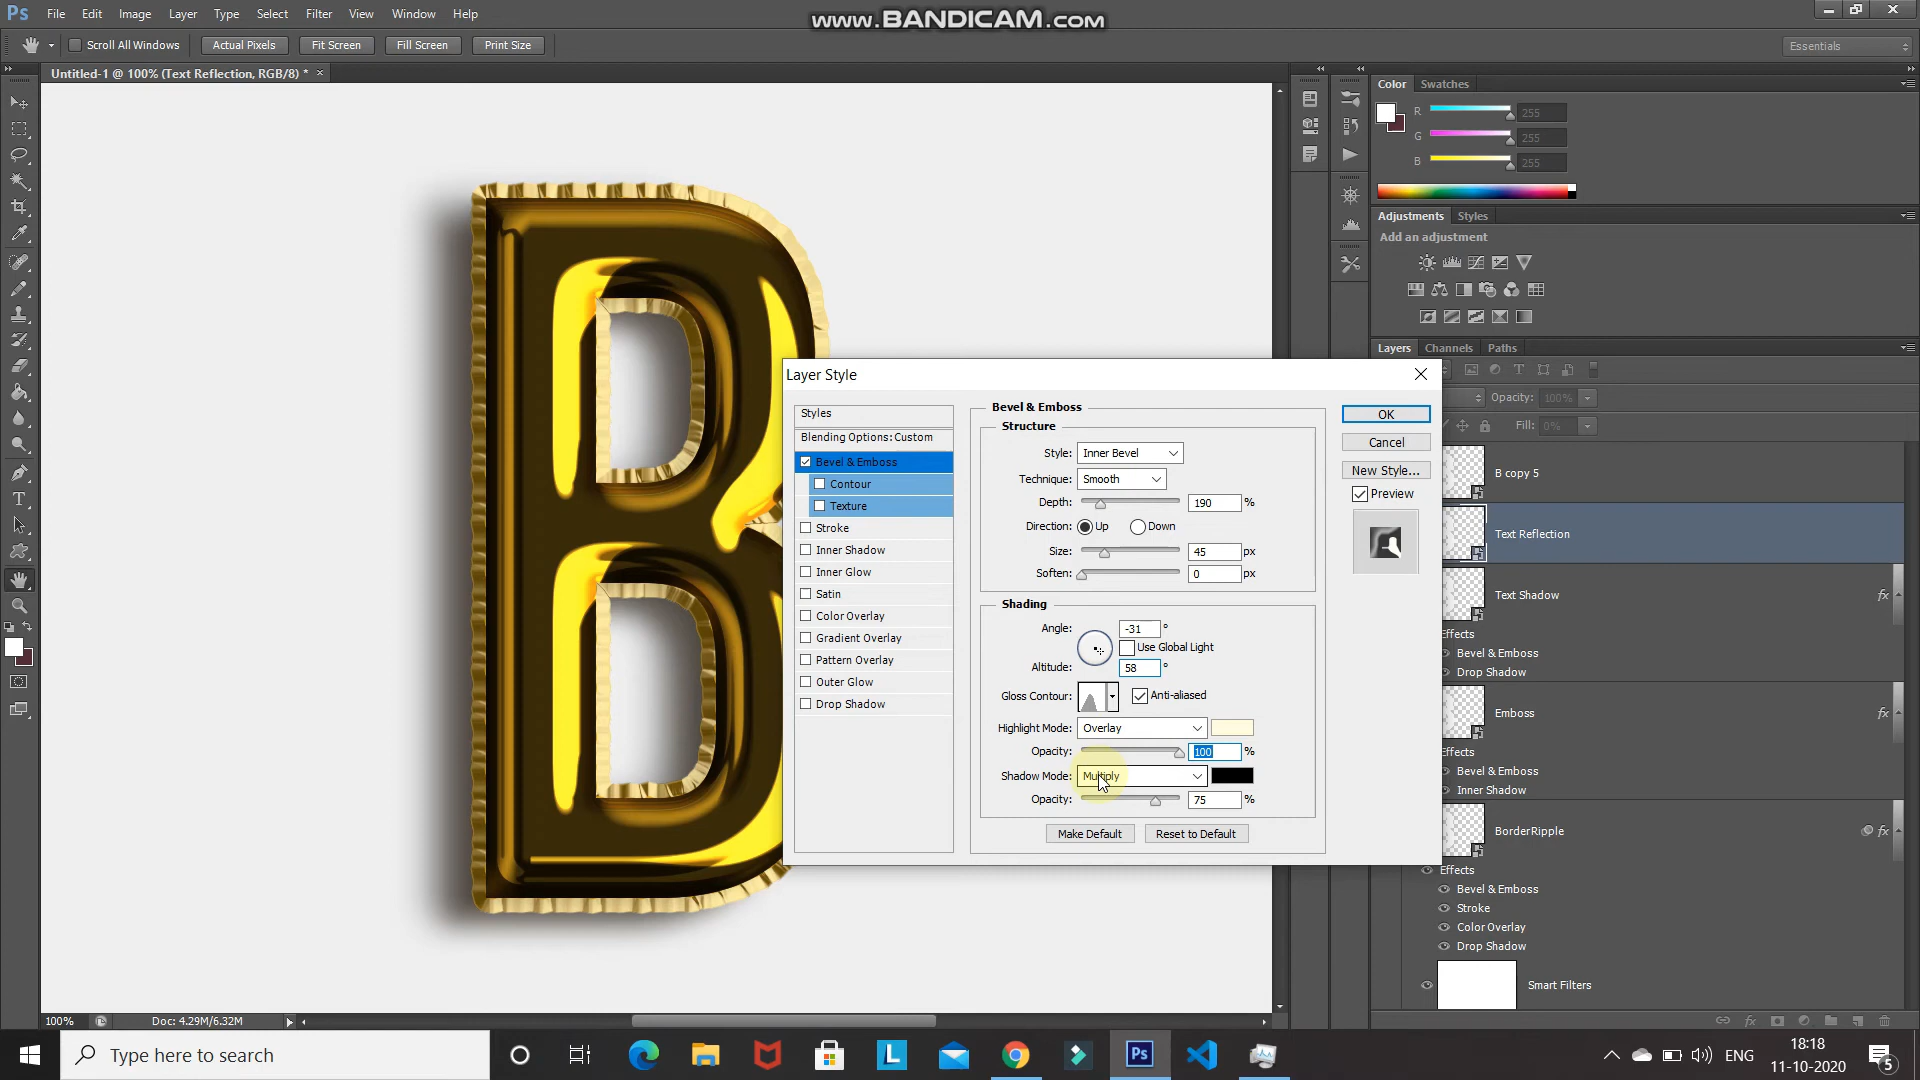 Ps File Edit Image Layer Type Select Filter View Window Help
www.BANDICAM.com
Scroll All Windows Actual Pixels Fit Screen Fill Screen Print Size
Essentials
Untitled-1 @ 100% (Text Reflection, RGB/8) * ×
Color Swatches
R 255
G 255
B 255
Adjustments Styles
Add an adjustment
Layers Channels Paths
Opacity: 100%
Fill: 0%
B copy 5
Text Reflection
Text Shadow fx
Effects
Bevel & Emboss
Drop Shadow
Emboss fx
Effects
Bevel & Emboss
Inner Shadow
BorderRipple fx
Effects
Bevel & Emboss
Stroke
Color Overlay
Drop Shadow
Smart Filters
B
Layer Style
Styles
Blending Options: Custom
Bevel & Emboss
Contour
Texture
Stroke
Inner Shadow
Inner Glow
Satin
Color Overlay
Gradient Overlay
Pattern Overlay
Outer Glow
Drop Shadow
Bevel & Emboss
Structure
Style: Inner Bevel
Technique: Smooth
Depth: 190 %
Direction: Up Down
Size: 45 px
Soften: 0 px
Shading
Angle: -31 °
Use Global Light
Altitude: 58 °
Gloss Contour: Anti-aliased
Highlight Mode: Overlay
Opacity: 100 %
Shadow Mode: Multiply
Opacity: 75 %
Make Default Reset to Default
OK
Cancel
New Style...
Preview
100% Doc: 4.29M/6.32M
Type here to search
L
Ps
ENG
18:18
11-10-2020
5